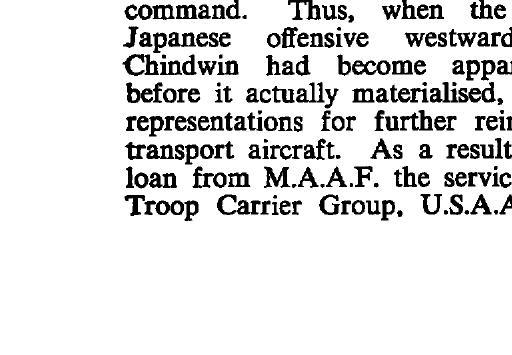 command. Thus, when the
Japanese offensive westward
Chindwin had become appa
before it actually materialised,
representations for further rei
transport aircraft. As a result
loan from M.A.A.F. the servic
Troop Carrier Group, U.S.A.A